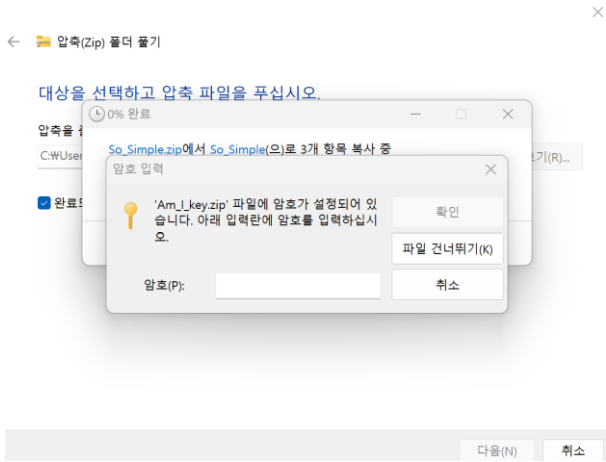 압축(Zip) 폴더 풀기
대상을 선택하고 압축 파일을 푸십시오.
압축을
C:₩User
기(R)...
완료
0% 완료
So_Simple.zip에서 So_Simple(으)로 3개 항목 복사 중
암호 입력
'Am_I_key.zip' 파일에 암호가 설정되어 있
습니다. 아래 입력란에 암호를 입력하십시
오.
확인
파일 건너뛰기(K)
암호(P):
취소
다음(N)
취소